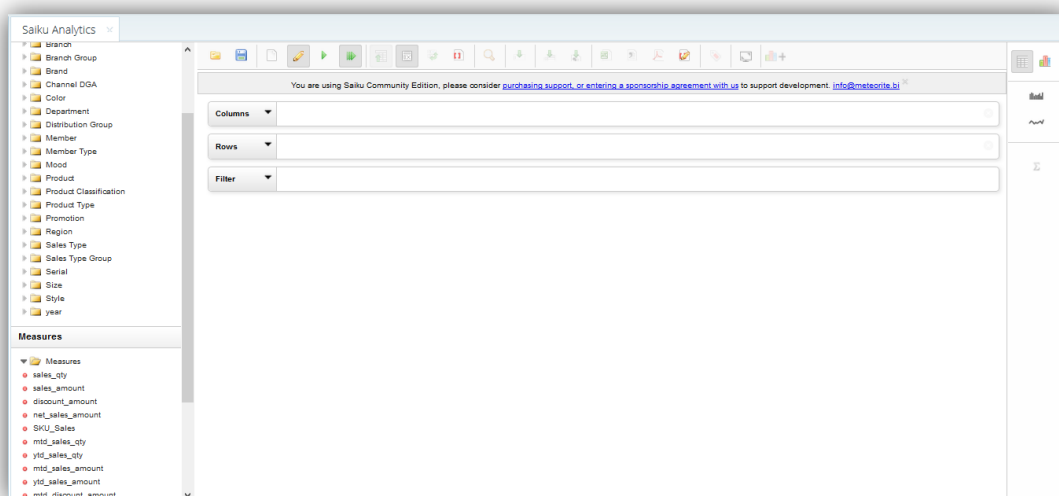 Saiku Analytics
Branch
Branch Group
Brand
Channel DGA
Color
Department
Distribution Group
Member
Member Type
Mood
Product
Product Classification
Product Type
Promotion
Region
Sales Type
Sales Type Group
Serial
Size
Style
year
Measures
Measures
sales_qty
sales_amount
discount_amount
net_sales_amount
SKU_Sales
mtd_sales_qty
ytd_sales_qty
mtd_sales_amount
ytd_sales_amount
mtd_discount_amount
You are using Saiku Community Edition, please consider purchasing support, or entering a sponsorship agreement with us to support development. info@meteorite.bi
Columns
Rows
Filter
Σ